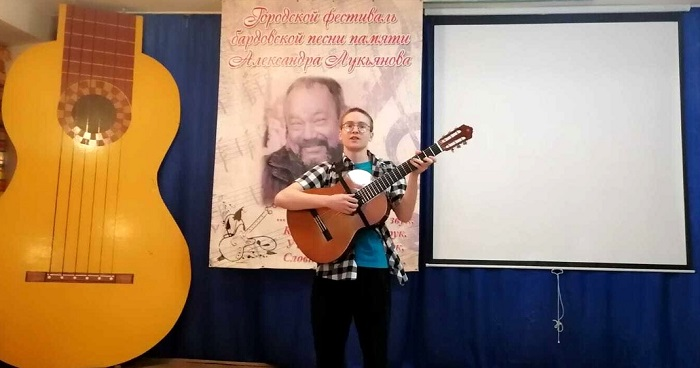 Городской фестиваль
бардовской песни памяти
Александра Лукьянова